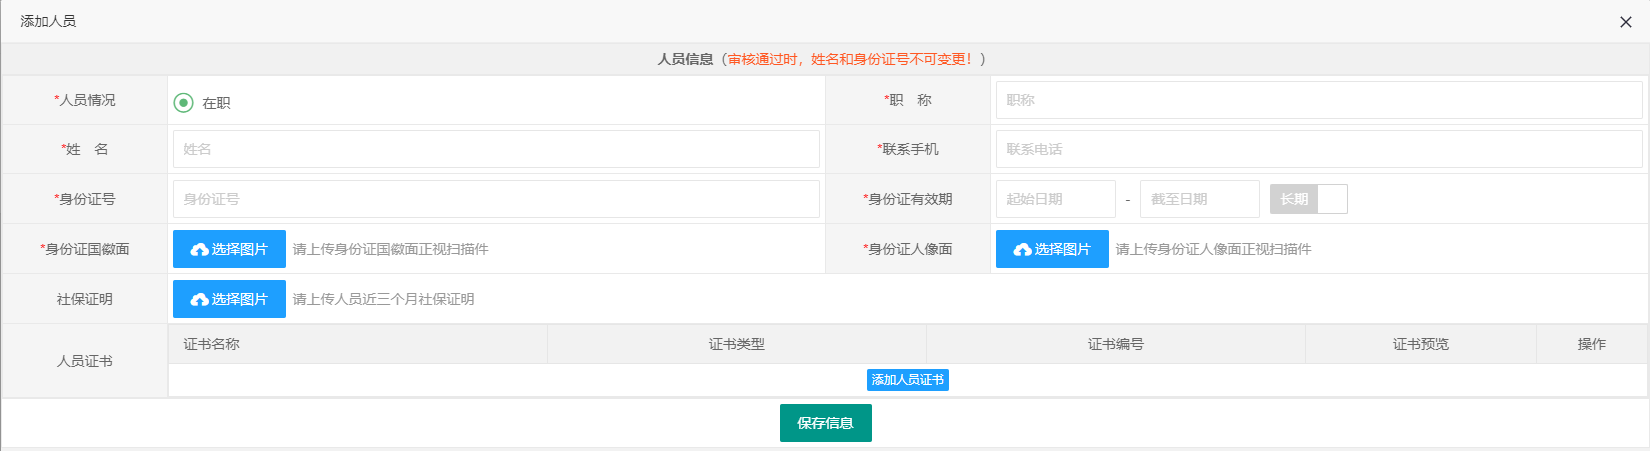 添加人员
人员信息（审核通过时，姓名和身份证号不可变更！）
*人员情况 在职 *职 称 职称
*姓 名 姓名 *联系手机 联系电话
*身份证号 身份证号 *身份证有效期 起始日期 - 截至日期 长期
*身份证国徽面 选择图片 请上传身份证国徽面正视扫描件 *身份证人像面 选择图片 请上传身份证人像面正视扫描件
社保证明 选择图片 请上传人员近三个月社保证明
人员证书 证书名称 证书类型 证书编号 证书预览 操作
添加人员证书
保存信息